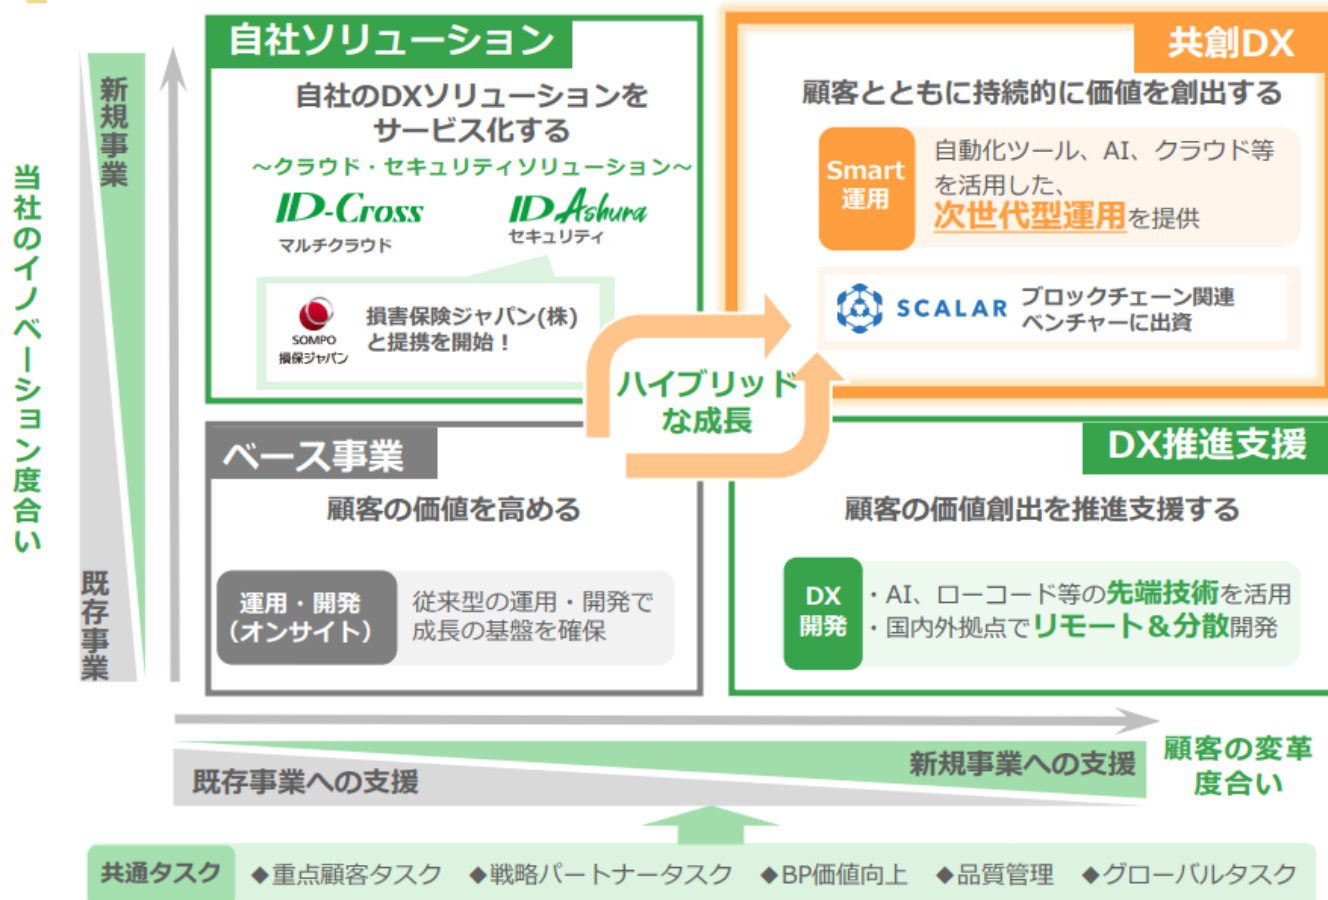 自社ソリューション
自社のDXソリューションを
サービス化する
～クラウド・セキュリティソリューション～
ID-Cross
マルチクラウド
ID Ashura
セキュリティ
SOMPO
損保ジャパン
損害保険ジャパン(株)
と提携を開始！
共創DX
顧客とともに持続的に価値を創出する
Smart
運用
自動化ツール、AI、クラウド等
を活用した、
次世代型運用を提供
SCALAR
ブロックチェーン関連
ベンチャーに出資
ハイブリッド
な成長
ベース事業
顧客の価値を高める
運用・開発
（オンサイト）
従来型の運用・開発で
成長の基盤を確保
DX推進支援
顧客の価値創出を推進支援する
DX
開発
・AI、ローコード等の先端技術を活用
・国内外拠点でリモート＆分散開発
当社のイノベーション度合い
新規事業
既存事業
既存事業への支援
新規事業への支援
顧客の変革
度合い
共通タスク
◆重点顧客タスク ◆戦略パートナータスク ◆BP価値向上 ◆品質管理 ◆グローバルタスク